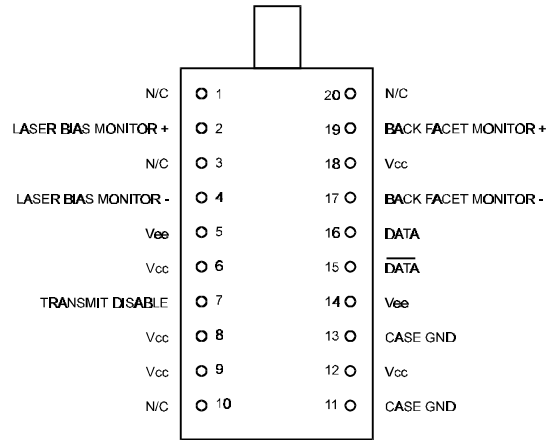 N/C 1 20 N/C
LASER BIAS MONITOR + 2 19 BACK FACET MONITOR +
N/C 3 18 Vcc
LASER BIAS MONITOR - 4 17 BACK FACET MONITOR -
Vee 5 16 DATA
Vcc 6 15 D̅A̅T̅A̅
TRANSMIT DISABLE 7 14 Vee
Vcc 8 13 CASE GND
Vcc 9 12 Vcc
N/C 10 11 CASE GND